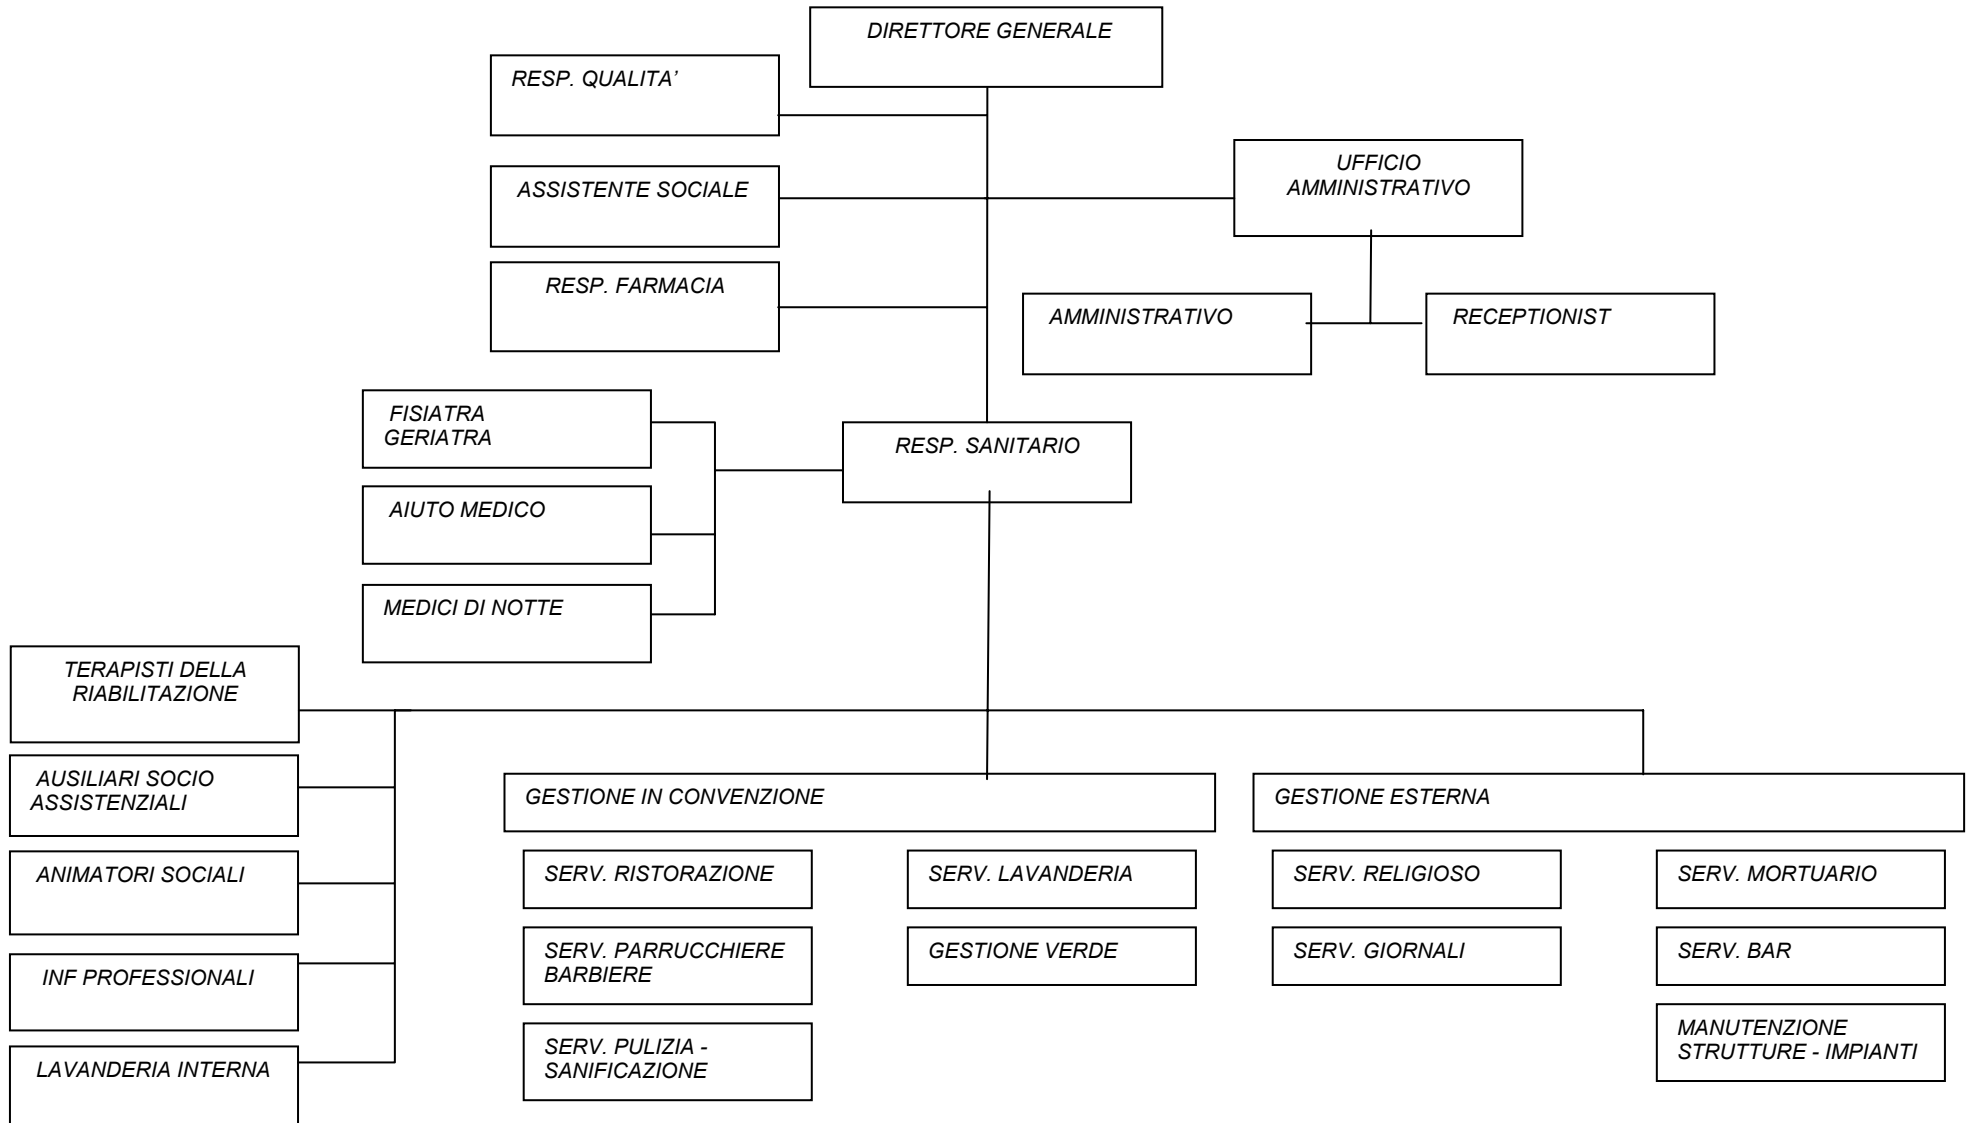 DIRETTORE GENERALE
RESP. QUALITA’
UFFICIO
AMMINISTRATIVO
ASSISTENTE SOCIALE
RESP. FARMACIA
AMMINISTRATIVO
RECEPTIONIST
FISIATRA
GERIATRA
RESP. SANITARIO
AIUTO MEDICO
MEDICI DI NOTTE
TERAPISTI DELLA
RIABILITAZIONE
AUSILIARI SOCIO
ASSISTENZIALI
ANIMATORI SOCIALI
INF PROFESSIONALI
LAVANDERIA INTERNA
GESTIONE IN CONVENZIONE
SERV. RISTORAZIONE
SERV. LAVANDERIA
SERV. PARRUCCHIERE
BARBIERE
GESTIONE VERDE
SERV. PULIZIA -
SANIFICAZIONE
GESTIONE ESTERNA
SERV. RELIGIOSO
SERV. MORTUARIO
SERV. GIORNALI
SERV. BAR
MANUTENZIONE
STRUTTURE - IMPIANTI